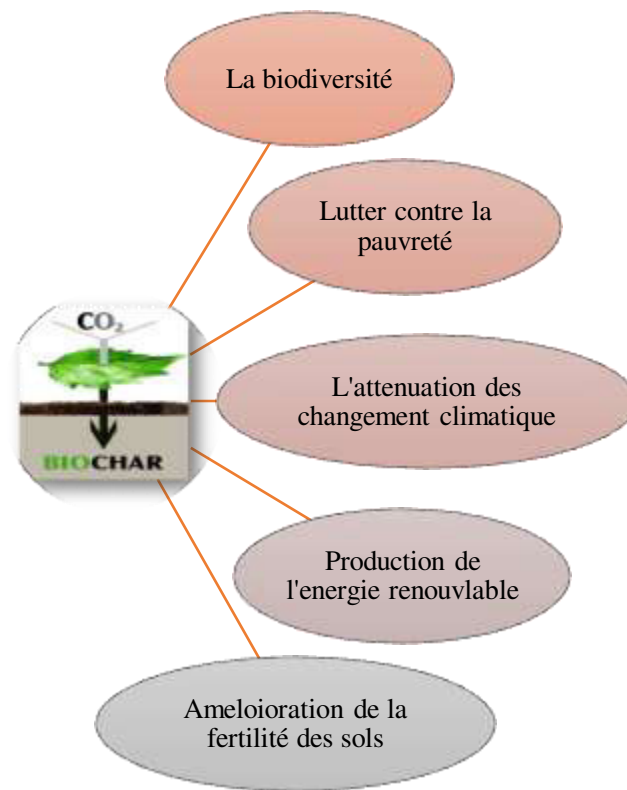 La biodiversité
Lutter contre la
pauvreté
CO₂
BIOCHAR
L'attenuation des
changement climatique
Production de
l'energie renouvlable
Ameloioration de la
fertilité des sols